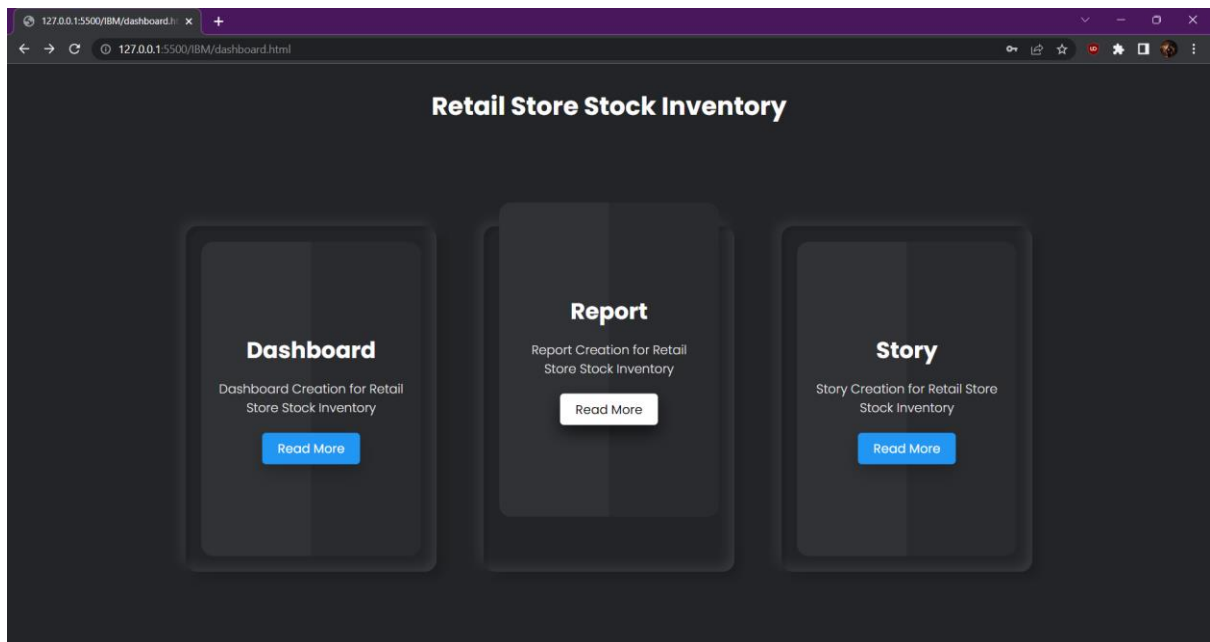 127.0.0.1:5500/IBM/dashboard.h
127.0.0.1:5500/IBM/dashboard.html
Retail Store Stock Inventory
Dashboard
Dashboard Creation for Retail
Store Stock Inventory
Read More
Report
Report Creation for Retail
Store Stock Inventory
Read More
Story
Story Creation for Retail Store
Stock Inventory
Read More